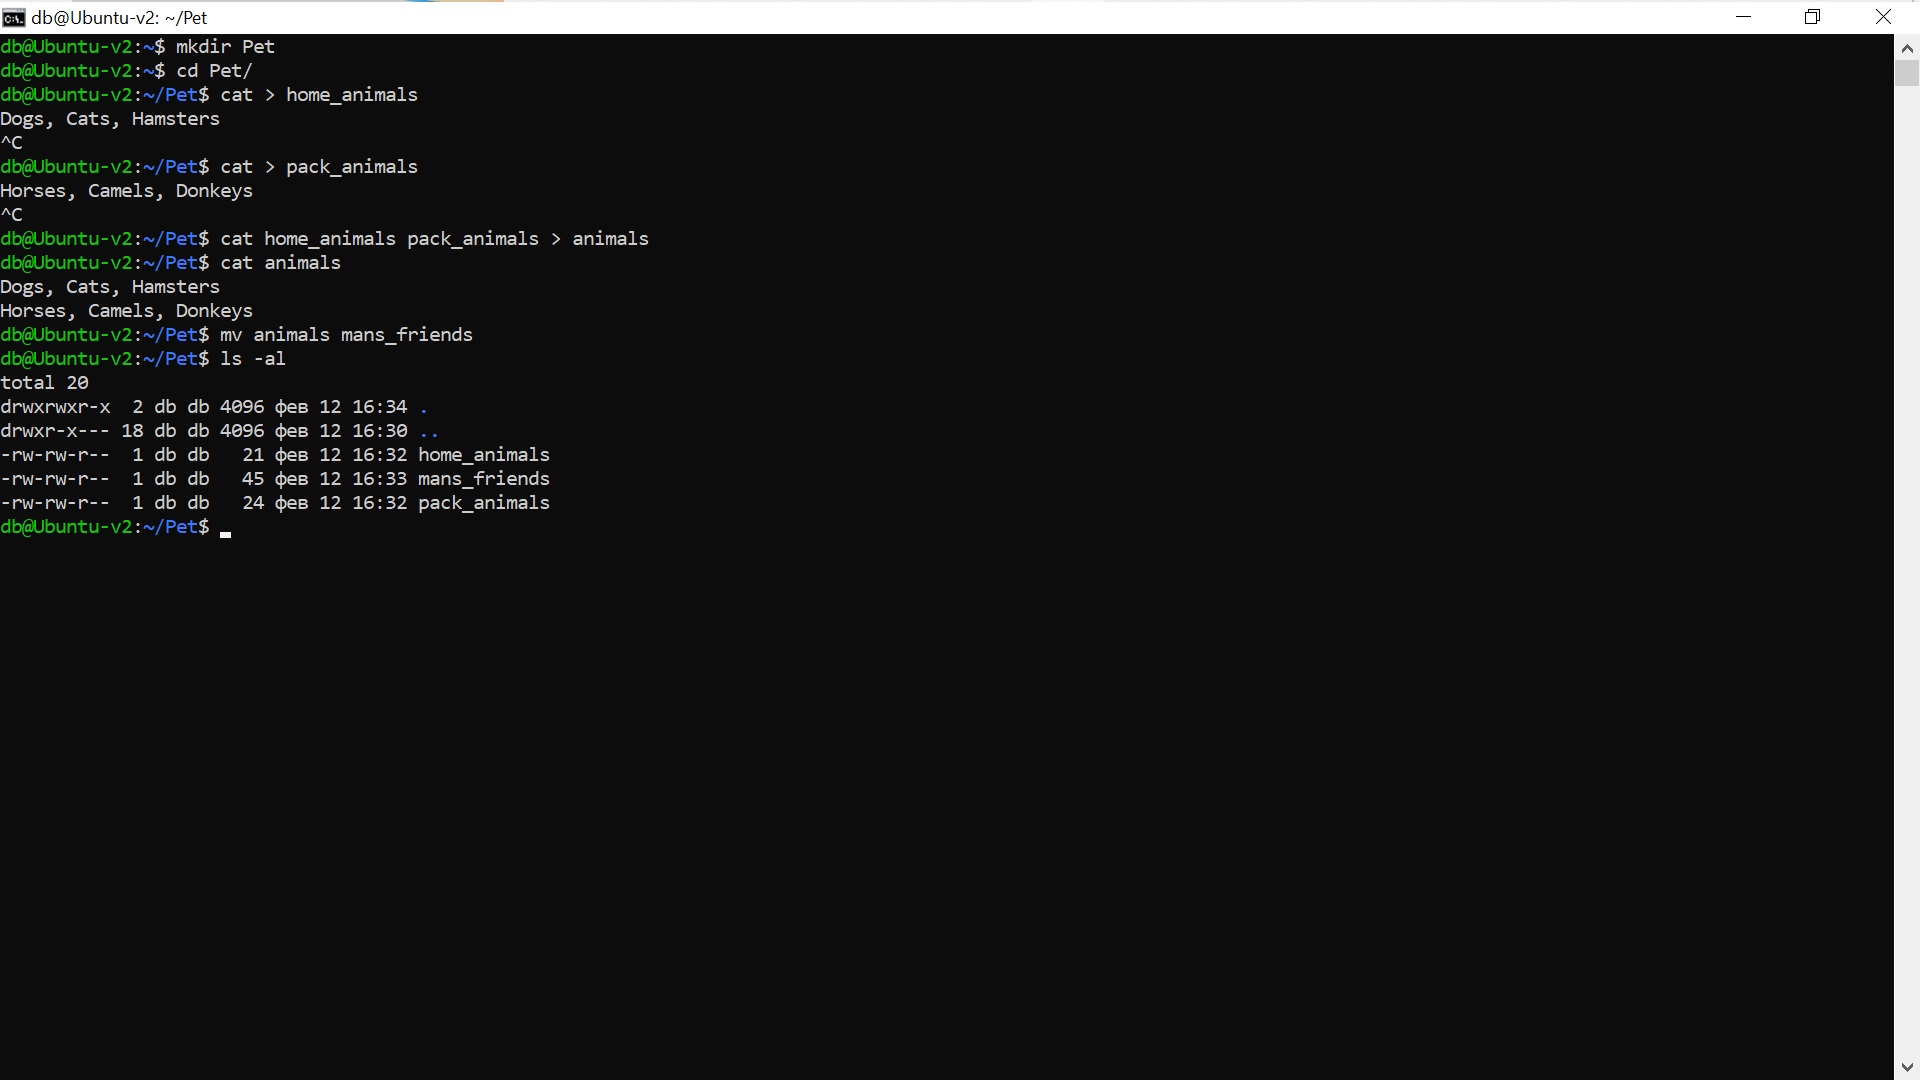 db@Ubuntu-v2: ~/Pet
db@Ubuntu-v2:~$ mkdir Pet
db@Ubuntu-v2:~$ cd Pet/
db@Ubuntu-v2:~/Pet$ cat > home_animals
Dogs, Cats, Hamsters
^C
db@Ubuntu-v2:~/Pet$ cat > pack_animals
Horses, Camels, Donkeys
^C
db@Ubuntu-v2:~/Pet$ cat home_animals pack_animals > animals
db@Ubuntu-v2:~/Pet$ cat animals
Dogs, Cats, Hamsters
Horses, Camels, Donkeys
db@Ubuntu-v2:~/Pet$ mv animals mans_friends
db@Ubuntu-v2:~/Pet$ ls -al
total 20
drwxrwxr-x  2 db db 4096 фев 12 16:34 .
drwxr-x--- 18 db db 4096 фев 12 16:30 ..
-rw-rw-r--  1 db db   21 фев 12 16:32 home_animals
-rw-rw-r--  1 db db   45 фев 12 16:33 mans_friends
-rw-rw-r--  1 db db   24 фев 12 16:32 pack_animals
db@Ubuntu-v2:~/Pet$